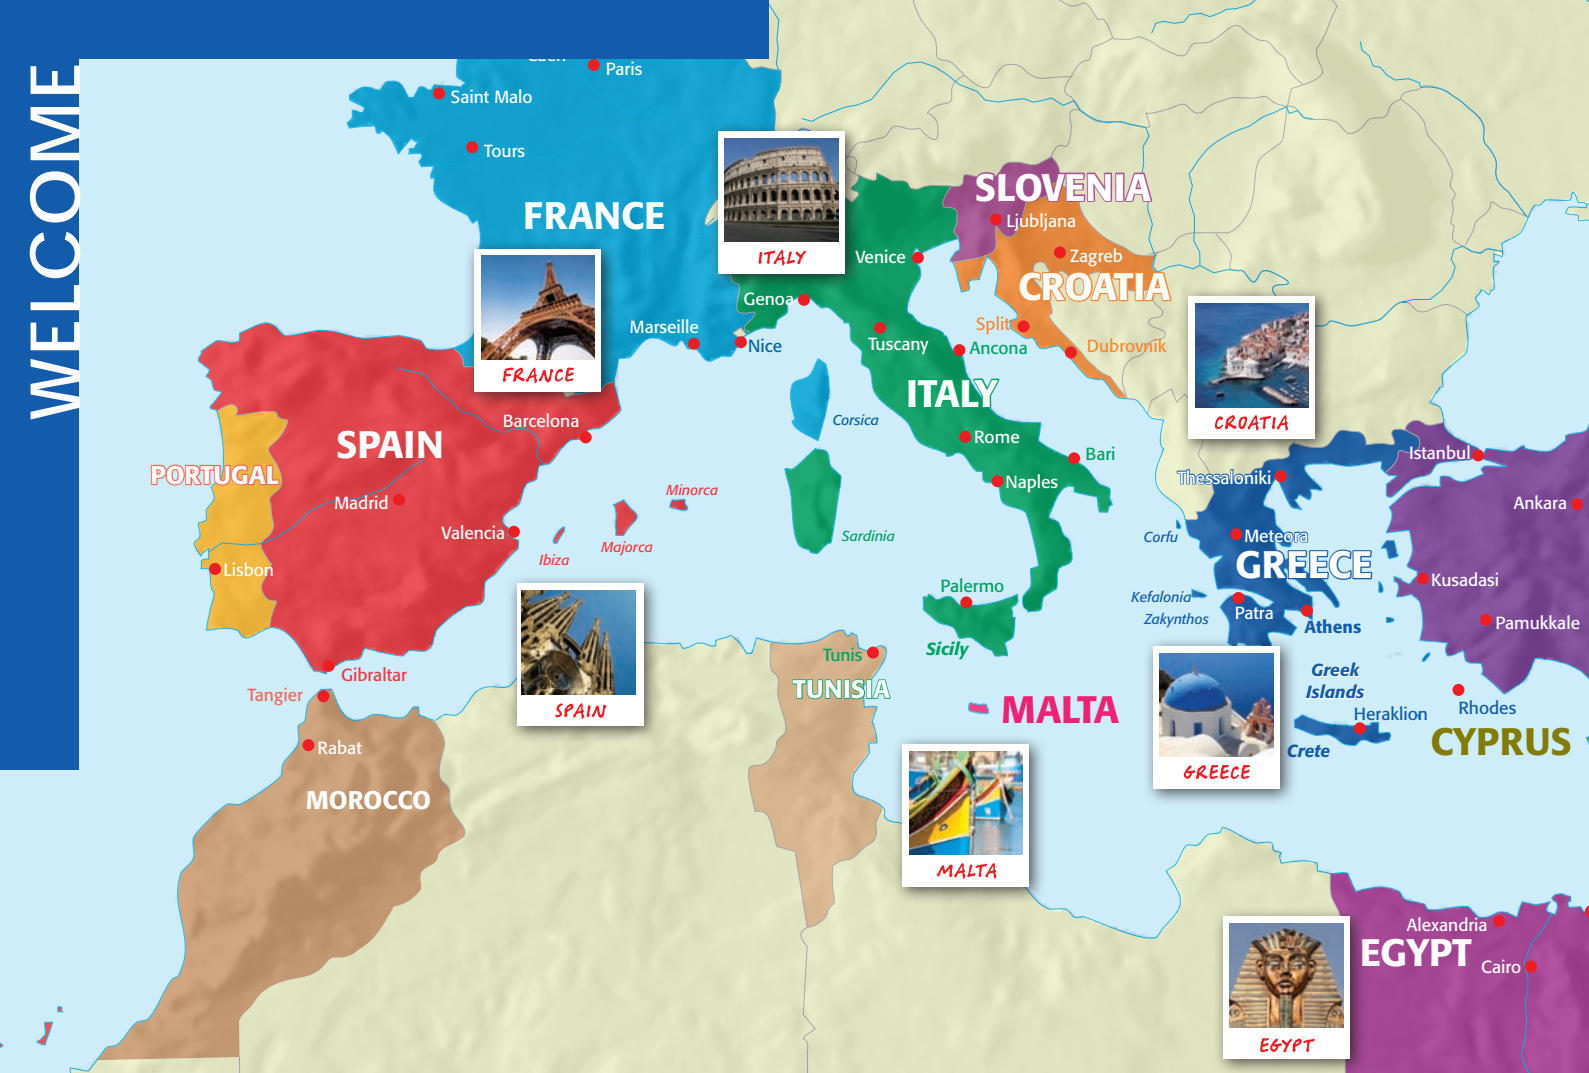 WELCOME
Caen
Paris
Saint Malo
Tours
FRANCE
ITALY
SLOVENIA
Ljubljana
Venice
Zagreb
CROATIA
Genoa
FRANCE
Marseille
Nice
Split
Tuscany
Ancona
Dubrovnik
ITALY
Corsica
CROATIA
Barcelona
SPAIN
Rome
Bari
Istanbul
PORTUGAL
Thessaloniki
Naples
Minorca
Madrid
Ankara
Valencia
Sardinia
Corfu
Meteora
Majorca
Ibiza
GREECE
Lisbon
Kusadasi
Palermo
Kefalonia
Patra
Zakynthos
Athens
Pamukkale
Sicily
Tunis
Gibraltar
Greek
Islands
TUNISIA
Tangier
SPAIN
MALTA
Rhodes
Heraklion
CYPRUS
Crete
Rabat
GREECE
MOROCCO
MALTA
Alexandria
EGYPT
Cairo
EGYPT